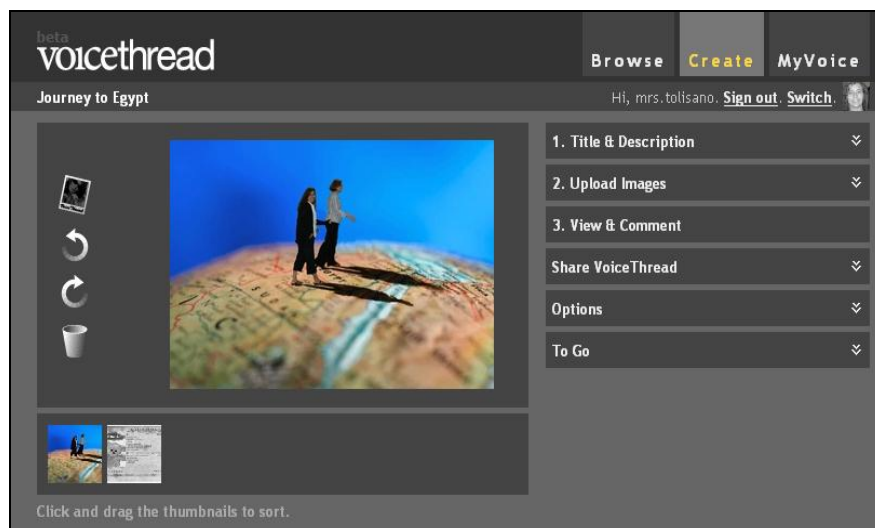 beta
voicethread
Browse
Create
MyVoice
Journey to Egypt
Hi, mrs.tolisano. Sign out. Switch.
1. Title & Description
2. Upload Images
3. View & Comment
Share VoiceThread
Options
To Go
Click and drag the thumbnails to sort.